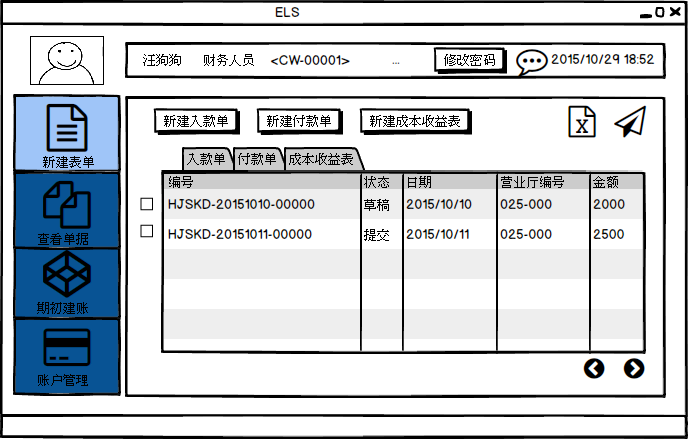 ELS
汪狗狗 财务人员 <CW-00001> ... 修改密码 2015/10/29 18:52
新建表单
查看单据
期初建账
账户管理
新建入款单 新建付款单 新建成本收益表
X
入款单 付款单 成本收益表
编号 状态 日期 营业厅编号 金额
HJSKD-20151010-00000 草稿 2015/10/10 025-000 2000
HJSKD-20151011-00000 提交 2015/10/11 025-000 2500